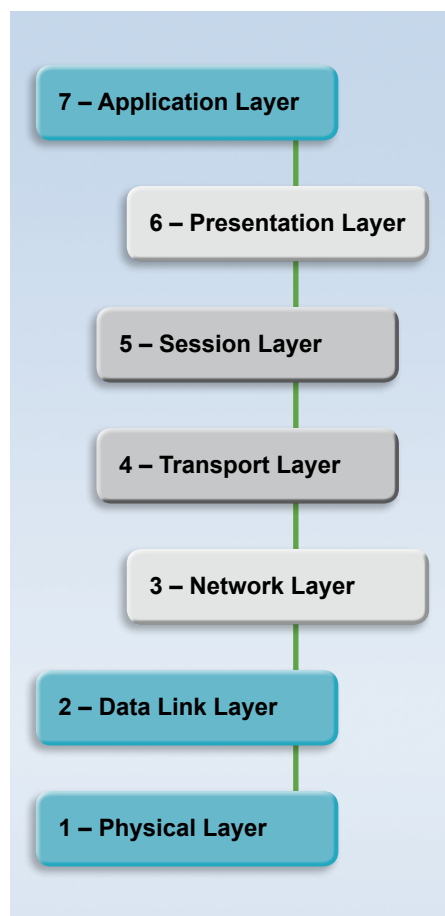 7 – Application Layer
6 – Presentation Layer
5 – Session Layer
4 – Transport Layer
3 – Network Layer
2 – Data Link Layer
1 – Physical Layer